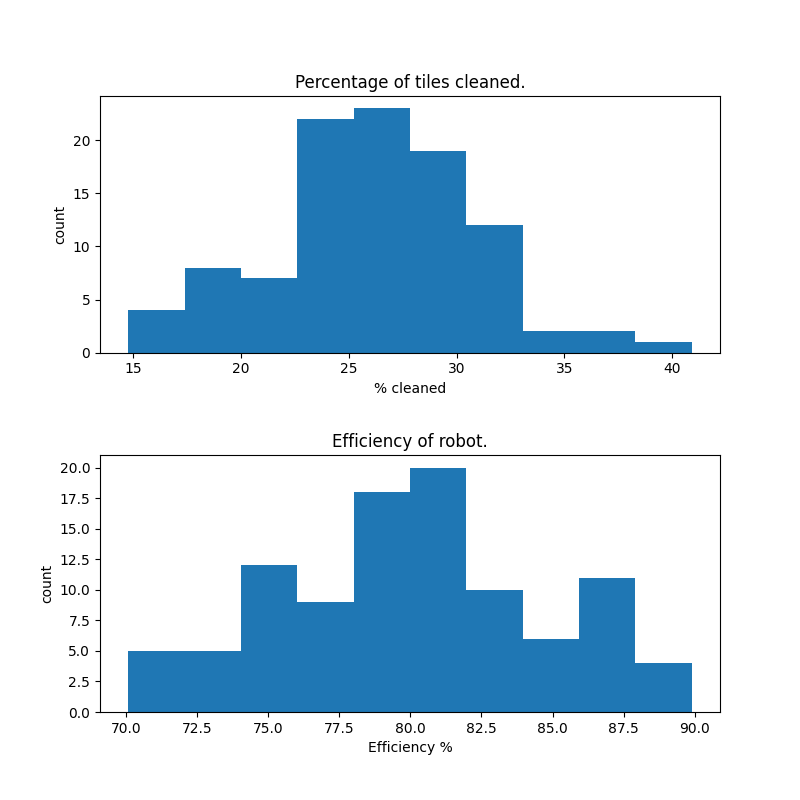 Percentage of tiles cleaned.
20
15
10
5
0
count
15 20 25 30 35 40
% cleaned
Efficiency of robot.
20.0
17.5
15.0
12.5
10.0
7.5
5.0
2.5
0.0
count
70.0 72.5 75.0 77.5 80.0 82.5 85.0 87.5 90.0
Efficiency %